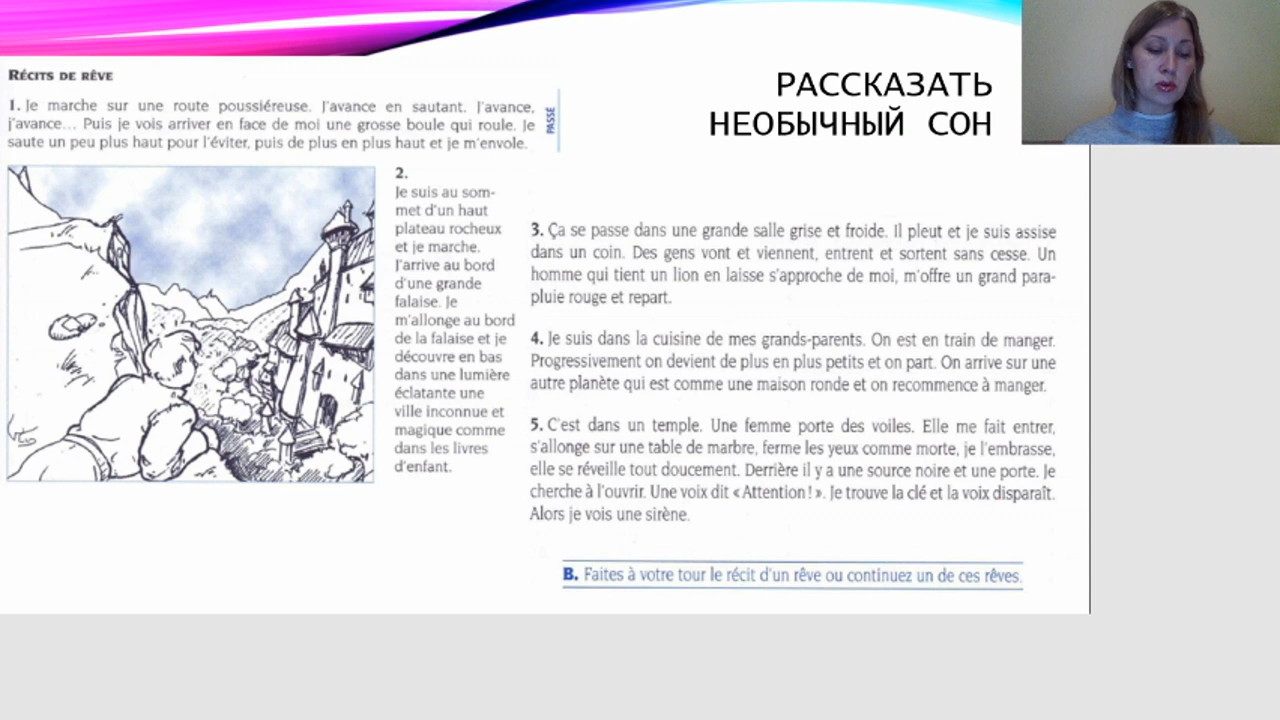 RÉCITS DE RÊVE
1. Je marche sur une route poussiéreuse. J'avance en sautant. J'avance,
j'avance... Puis je vois arriver en face de moi une grosse boule qui roule. Je
saute un peu plus haut pour l'éviter, puis de plus en plus haut et je m'envole.
PASSÉ
РАССКАЗАТЬ
НЕОБЫЧНЫЙ СОН
2.
Je suis au som-
met d'un haut
plateau rocheux
et je marche.
J'arrive au bord
d'une grande
falaise. Je
m'allonge au bord
de la falaise et je
découvre en bas
dans une lumière
éclatante une
ville inconnue et
magique comme
dans les livres
d'enfant.
3. Ça se passe dans une grande salle grise et froide. Il pleut et je suis assise
dans un coin. Des gens vont et viennent, entrent et sortent sans cesse. Un
homme qui tient un lion en laisse s'approche de moi, m'offre un grand para-
pluie rouge et repart.
4. Je suis dans la cuisine de mes grands-parents. On est en train de manger.
Progressivement on devient de plus en plus petits et on part. On arrive sur une
autre planète qui est comme une maison ronde et on recommence à manger.
5. C'est dans un temple. Une femme porte des voiles. Elle me fait entrer,
s'allonge sur une table de marbre, ferme les yeux comme morte, je l'embrasse,
elle se réveille tout doucement. Derrière il y a une source noire et une porte. Je
cherche à l'ouvrir. Une voix dit « Attention ! ». Je trouve la clé et la voix disparaît.
Alors je vois une sirène.
B. Faites à votre tour le récit d'un rêve ou continuez un de ces rêves.